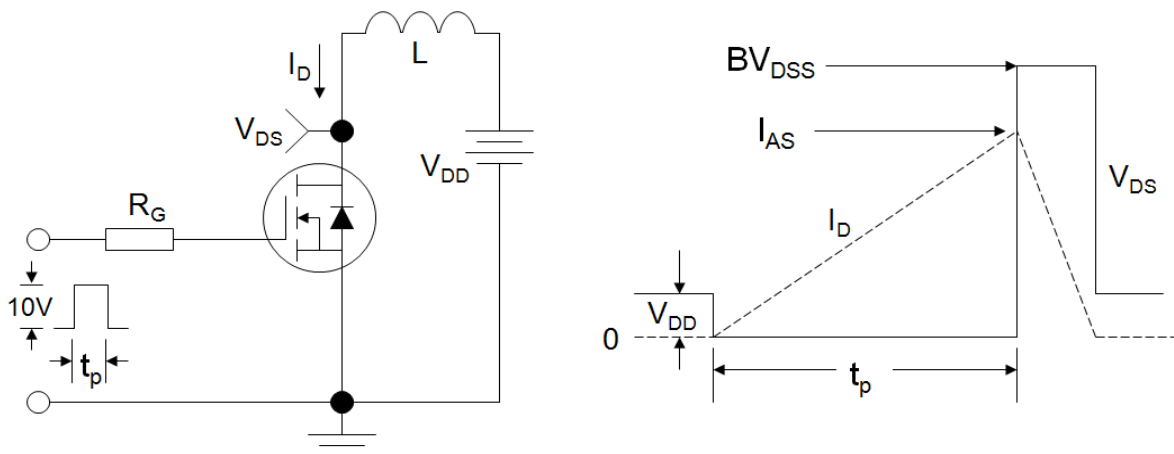 I_D
L
V_DS
V_DD
R_G
10V
t_p
BV_DSS
I_AS
V_DS
I_D
V_DD
0
t_p